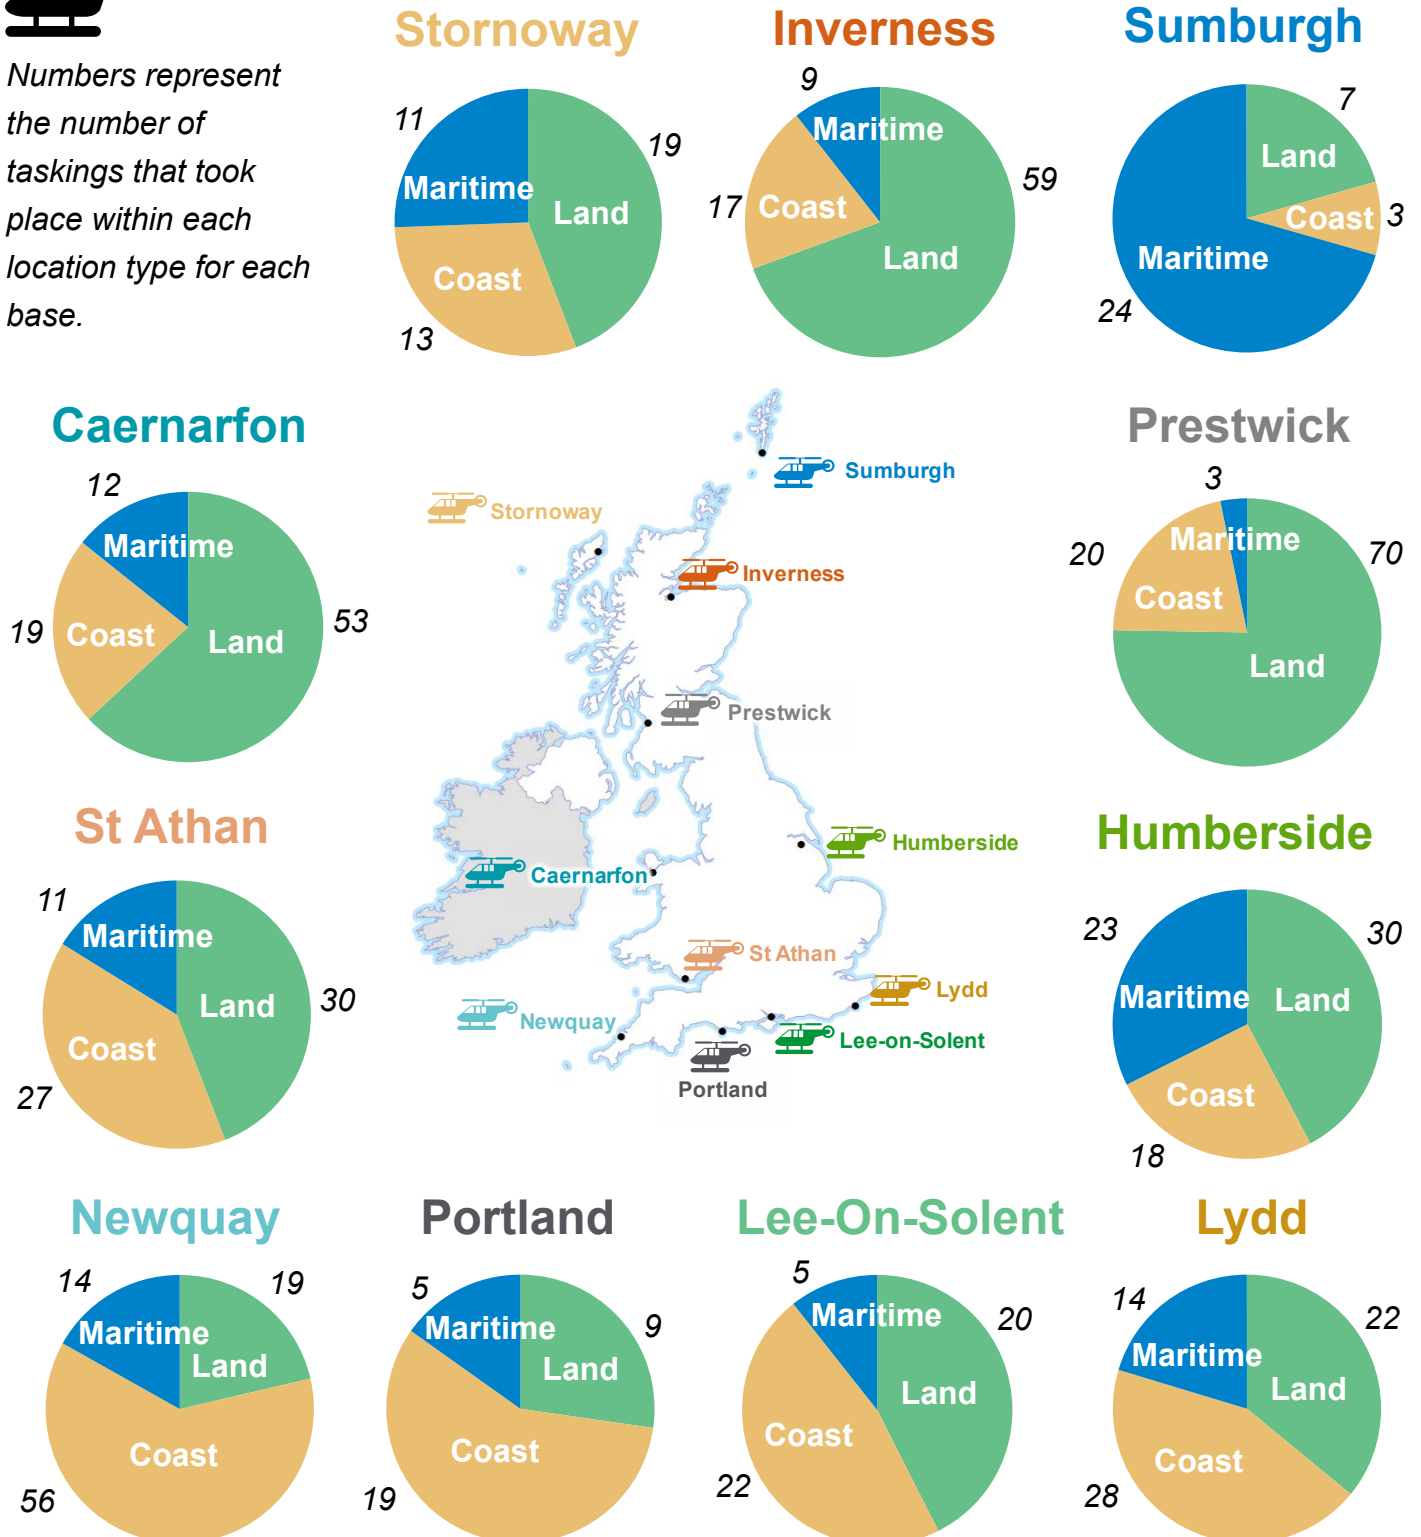 Numbers represent
the number of
taskings that took
place within each
location type for each
base.
Stornoway
11
19
Maritime
Land
Coast
13
Inverness
9
Maritime
59
17
Coast
Land
Sumburgh
7
Land
Coast
3
Maritime
24
Caernarfon
12
Maritime
19
Coast
Land
53
Sumburgh
Stornoway
Inverness
Prestwick
Humberside
Caernarfon
St Athan
Lydd
Newquay
Lee-on-Solent
Portland
Prestwick
3
Maritime
20
70
Coast
Land
St Athan
11
Maritime
Land
30
Coast
27
Humberside
23
30
Maritime
Land
Coast
18
Newquay
14
19
Maritime
Land
Coast
56
Portland
5
9
Maritime
Land
Coast
19
Lee-On-Solent
5
Maritime
20
Land
Coast
22
Lydd
14
22
Maritime
Land
Coast
28